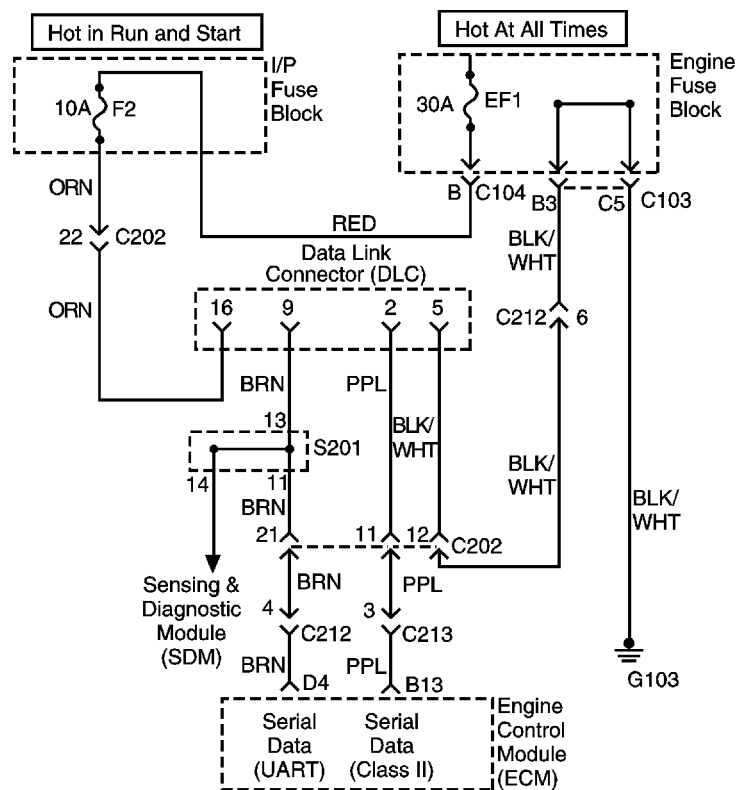 Hot in Run and Start
Hot At All Times
I/P
Fuse
Block
10A F2
Engine
Fuse
Block
30A EF1
ORN
B C104
B3
C5 C103
22 C202
RED
BLK/
WHT
Data Link
Connector (DLC)
ORN
16 9 2 5
C212 6
BRN
PPL
13
BLK/
WHT
S201
14
11
BLK/
WHT
BRN
BLK/
WHT
21
11
12
C202
BRN
PPL
Sensing &
Diagnostic
Module
(SDM)
4
C212
3
C213
BRN
PPL
G103
D4
B13
Engine
Control
Module
(ECM)
Serial
Data
(UART)
Serial
Data
(Class II)